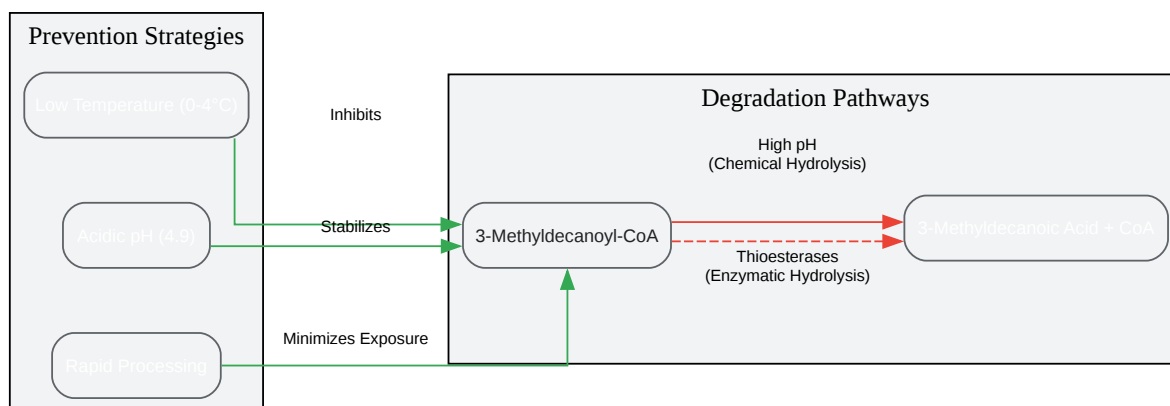 Prevention Strategies
Low Temperature (0-4°C)
Inhibits
Acidic pH (4.9)
Stabilizes
Rapid Processing
Minimizes Exposure
Degradation Pathways
High pH
(Chemical Hydrolysis)
3-Methyldecanoyl-CoA
3-Methyldecanoic Acid + CoA
Thioesterases
(Enzymatic Hydrolysis)